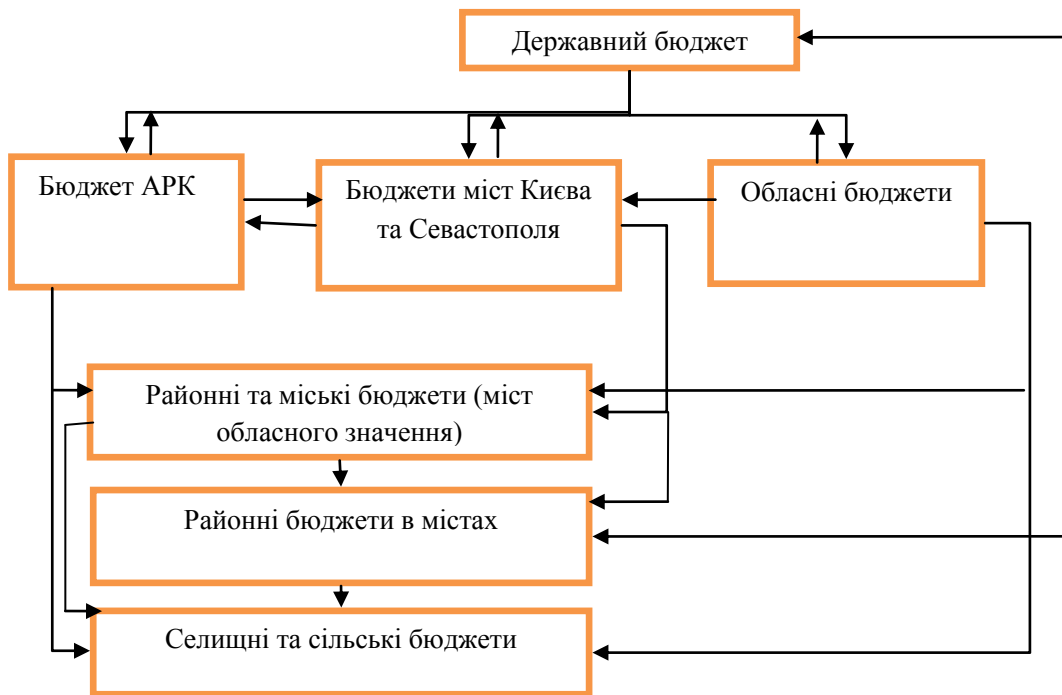 Державний бюджет
Бюджет АРК
Бюджети міст Києва
та Севастополя
Обласні бюджети
Районні та міські бюджети (міст
обласного значення)
Районні бюджети в містах
Селищні та сільські бюджети